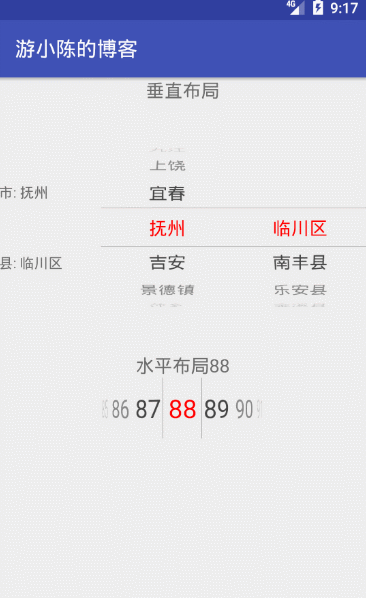 4G 9:17
游小陈的博客
垂直布局
上饶
市: 抚州 宜春
抚州 临川区
县: 临川区 吉安 南丰县
景德镇 乐安县
水平布局88
86 87 88 89 90